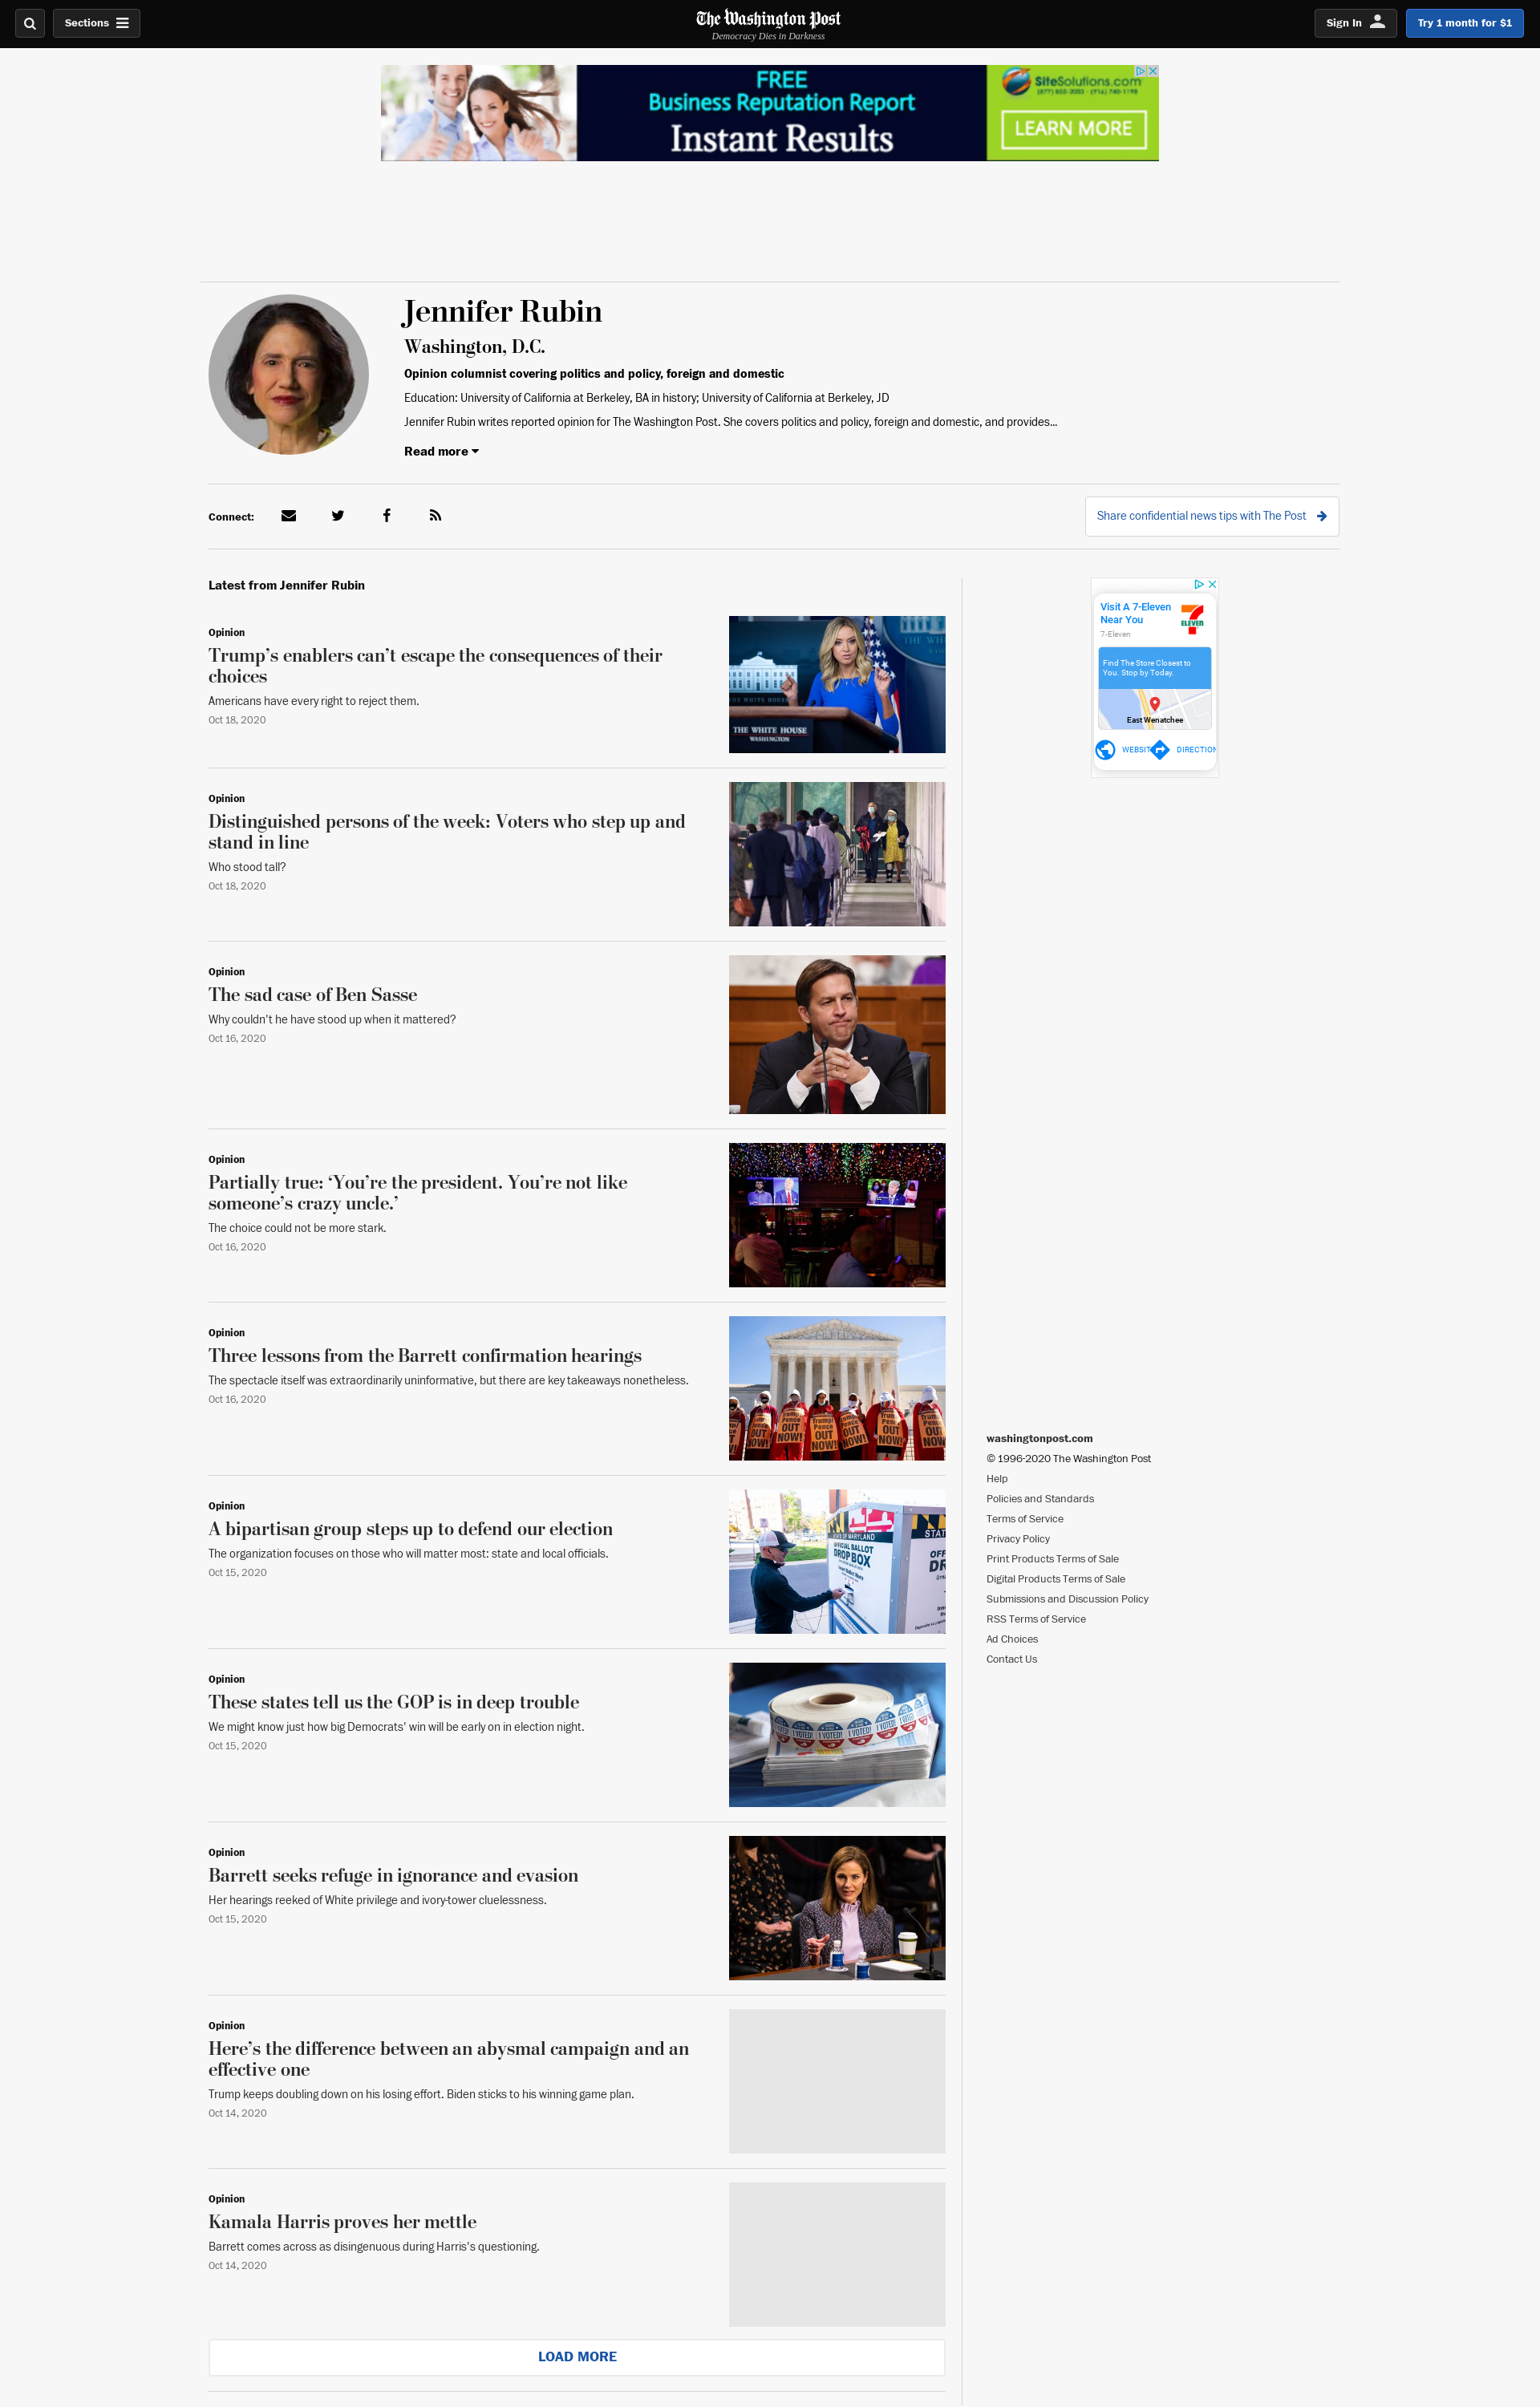 Sections
The Washington Post
Democracy Dies in Darkness
Sign In
Try 1 month for $1
FREE
Business Reputation Report
Instant Results
SiteSolutions.com
LEARN MORE
Jennifer Rubin
Washington, D.C.
Opinion columnist covering politics and policy, foreign and domestic
Education: University of California at Berkeley, BA in history; University of California at Berkeley, JD
Jennifer Rubin writes reported opinion for The Washington Post. She covers politics and policy, foreign and domestic, and provides...
Read more
Connect:
Share confidential news tips with The Post
Latest from Jennifer Rubin
Opinion
Trump’s enablers can’t escape the consequences of their
choices
Americans have every right to reject them.
Oct 18, 2020
THE WHITE HOUSE
WASHINGTON
Opinion
Distinguished persons of the week: Voters who step up and
stand in line
Who stood tall?
Oct 18, 2020
Opinion
The sad case of Ben Sasse
Why couldn't he have stood up when it mattered?
Oct 16, 2020
Opinion
Partially true: ‘You’re the president. You’re not like
someone’s crazy uncle.’
The choice could not be more stark.
Oct 16, 2020
Opinion
Three lessons from the Barrett confirmation hearings
The spectacle itself was extraordinarily uninformative, but there are key takeaways nonetheless.
Oct 16, 2020
Opinion
A bipartisan group steps up to defend our election
The organization focuses on those who will matter most: state and local officials.
Oct 15, 2020
STATE OF MARYLAND
OFFICIAL BALLOT
DROP BOX
Opinion
These states tell us the GOP is in deep trouble
We might know just how big Democrats' win will be early on in election night.
Oct 15, 2020
I VOTED!
Opinion
Barrett seeks refuge in ignorance and evasion
Her hearings reeked of White privilege and ivory-tower cluelessness.
Oct 15, 2020
Opinion
Here’s the difference between an abysmal campaign and an
effective one
Trump keeps doubling down on his losing effort. Biden sticks to his winning game plan.
Oct 14, 2020
Opinion
Kamala Harris proves her mettle
Barrett comes across as disingenuous during Harris's questioning.
Oct 14, 2020
LOAD MORE
Visit A 7-Eleven
Near You
7-Eleven
ELEVEN
Find The Store Closest to
You. Stop by Today.
East Wenatchee
WEBSIT
DIRECTION
washingtonpost.com
© 1996-2020 The Washington Post
Help
Policies and Standards
Terms of Service
Privacy Policy
Print Products Terms of Sale
Digital Products Terms of Sale
Submissions and Discussion Policy
RSS Terms of Service
Ad Choices
Contact Us